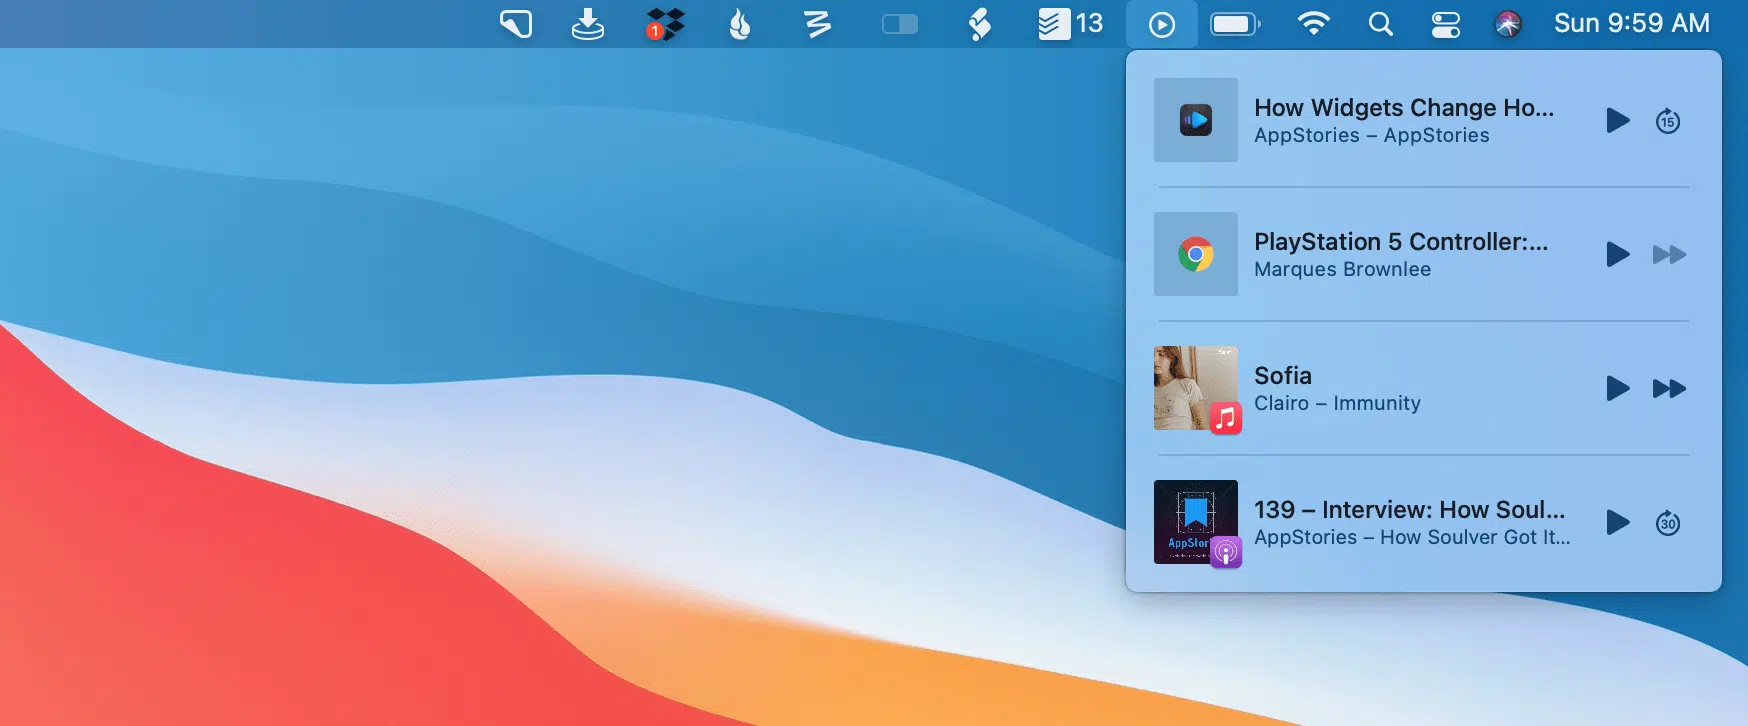 1
13
Sun 9:59 AM
How Widgets Change Ho...
AppStories – AppStories
15
PlayStation 5 Controller:...
Marques Brownlee
Sofia
Clairo – Immunity
139 – Interview: How Soul...
AppStories – How Soulver Got It...
30